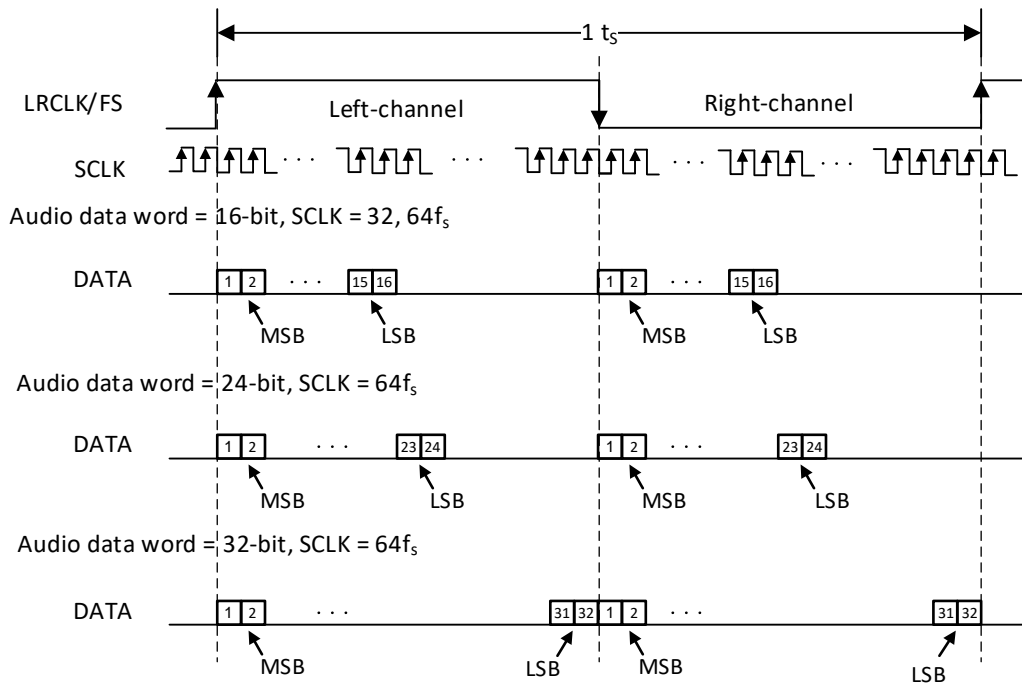 1 tₛ
LRCLK/FS
Left-channel
Right-channel
SCLK
. . .
. . .
. . .
. . .
Audio data word = 16-bit, SCLK = 32, 64fₛ
DATA
1 2 . . . 15 16 1 2 . . . 15 16
MSB LSB MSB LSB
Audio data word = 24-bit, SCLK = 64fₛ
DATA
1 2 . . . 23 24 1 2 . . . 23 24
MSB LSB MSB LSB
Audio data word = 32-bit, SCLK = 64fₛ
DATA
1 2 . . . 31 32 1 2 . . . 31 32
MSB LSB MSB LSB